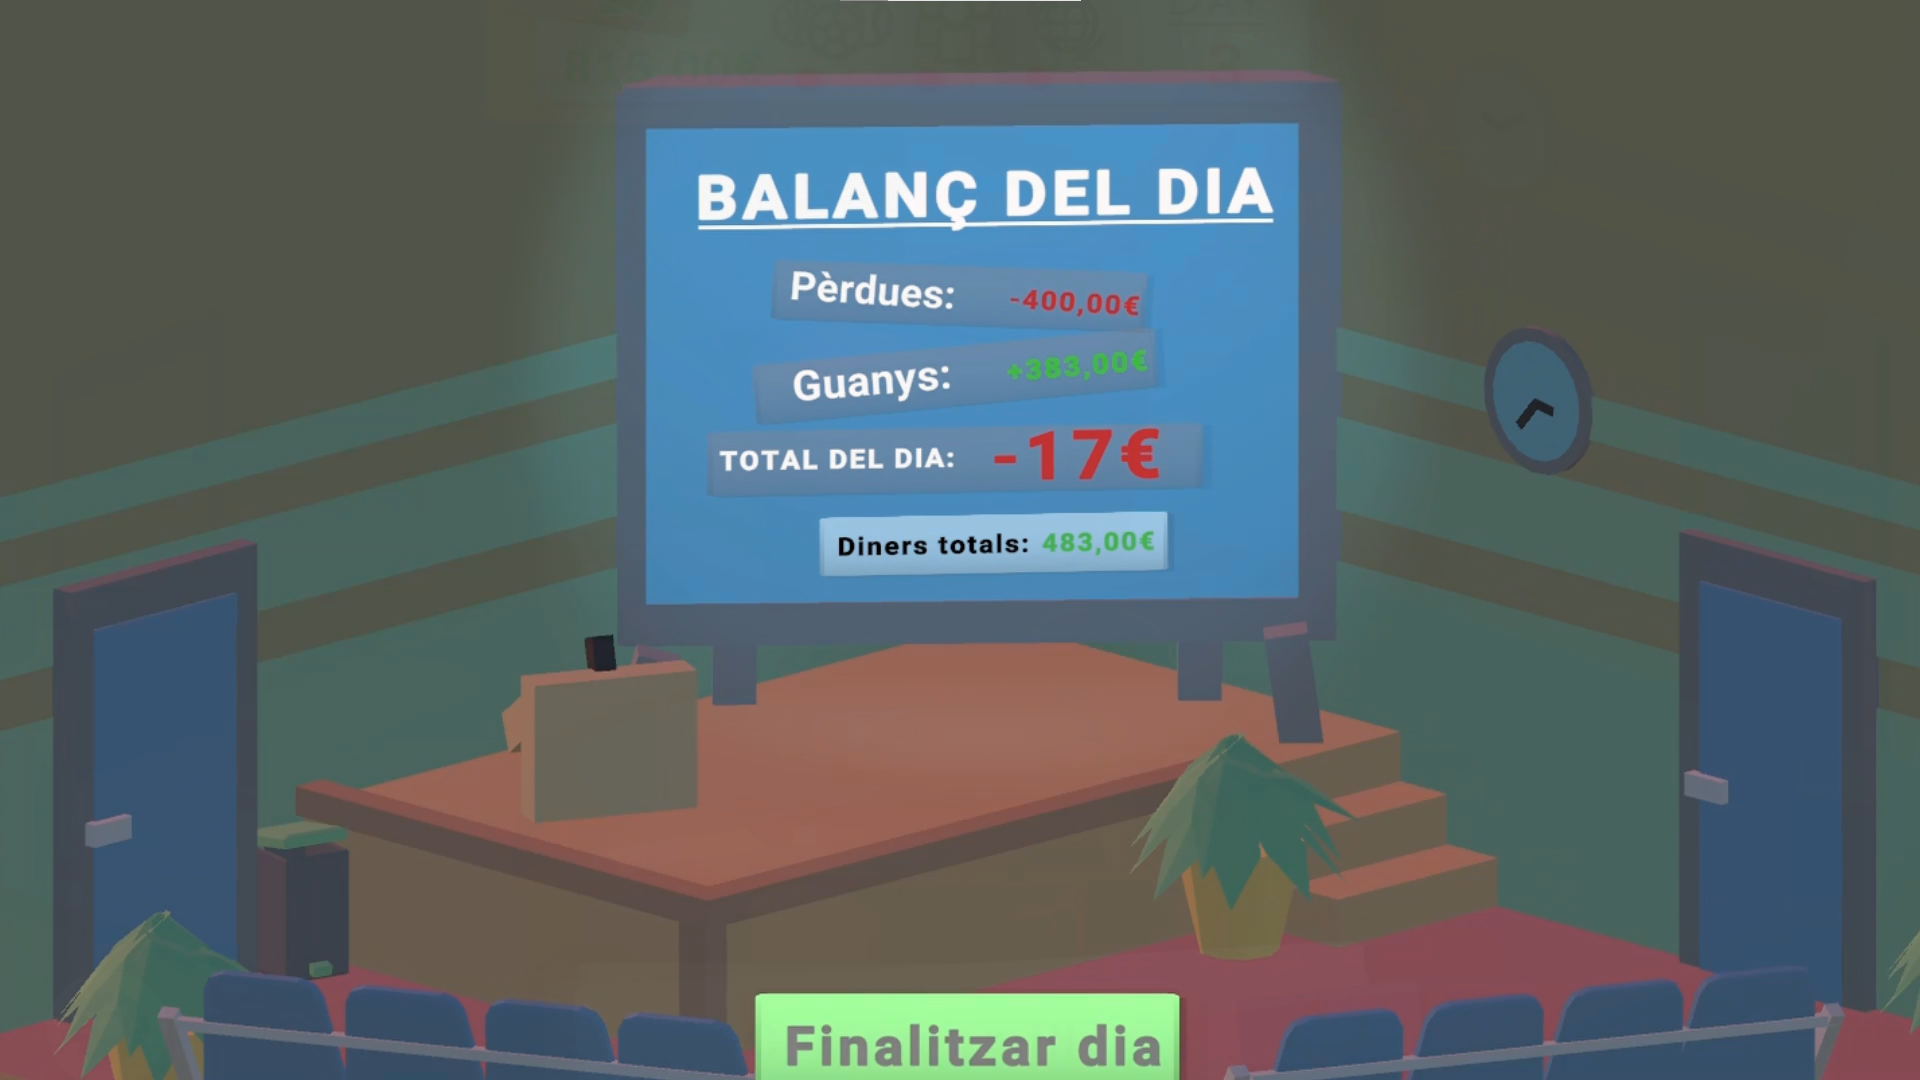 BALANÇ DEL DIA
Pèrdues: -400,00€
Guanys: +383,00€
TOTAL DEL DIA: -17€
Diners totals: 483,00€
Finalitzar dia